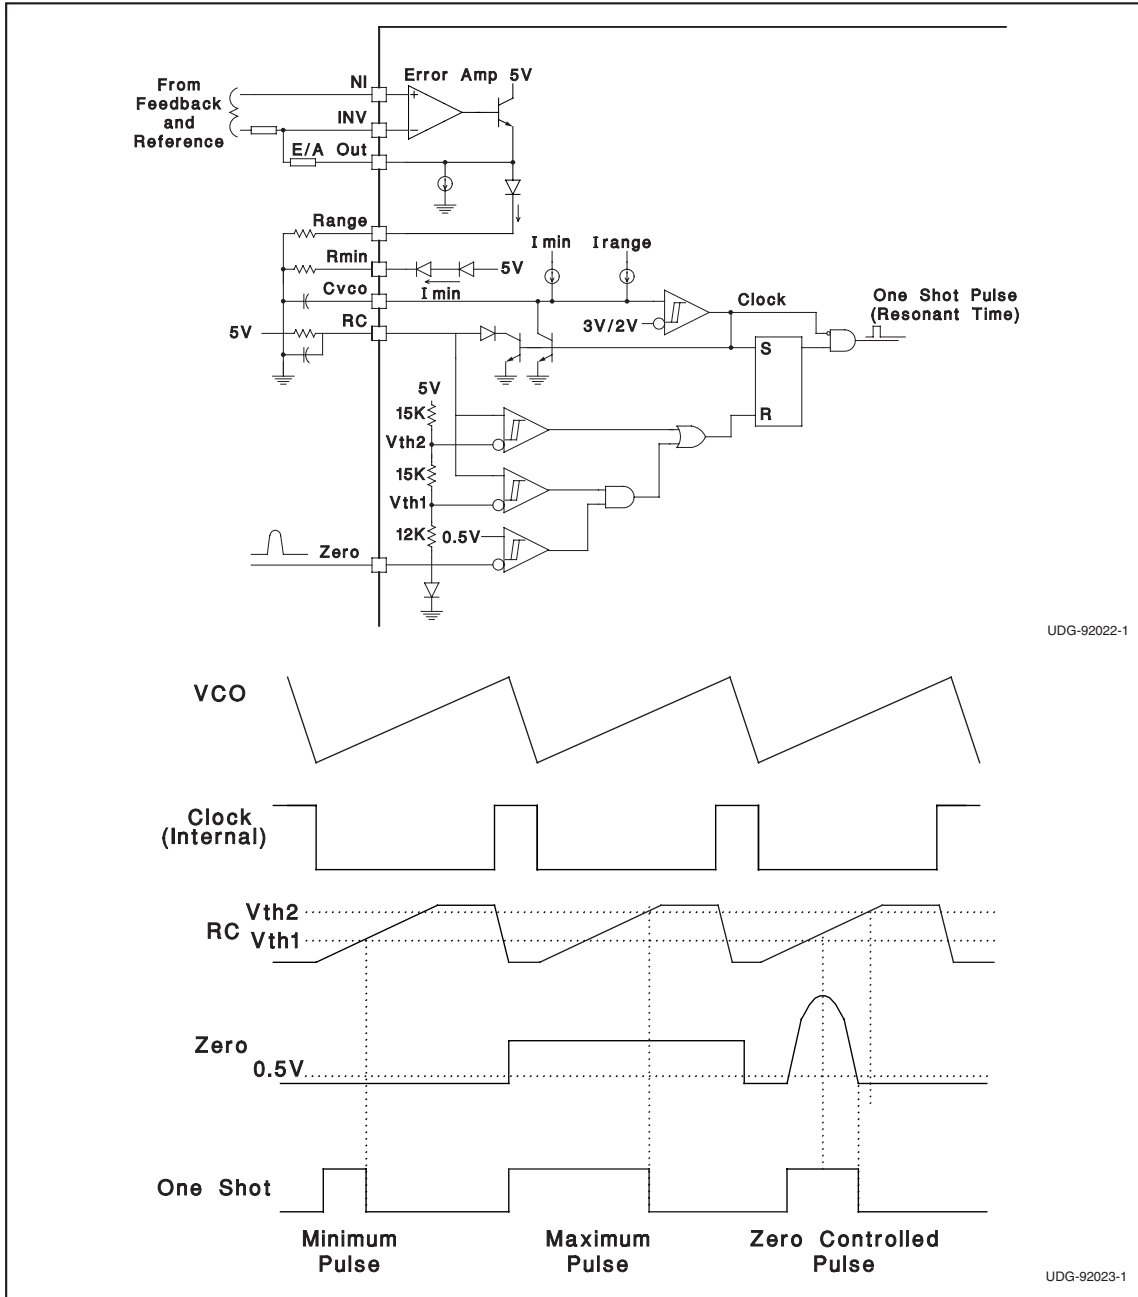 From
Feedback
and
Reference
NI
INV
E/A Out
Error Amp 5V
Range
Rmin
Cvco
RC
5V
I min
5V
I min
I range
3V/2V
Clock
One Shot Pulse
(Resonant Time)
S
R
5V
15K
Vth2
15K
Vth1
12K
0.5V
Zero
UDG-92022-1
VCO
Clock
(Internal)
RC
Vth2
Vth1
Zero
0.5V
One Shot
Minimum
Pulse
Maximum
Pulse
Zero Controlled
Pulse
UDG-92023-1